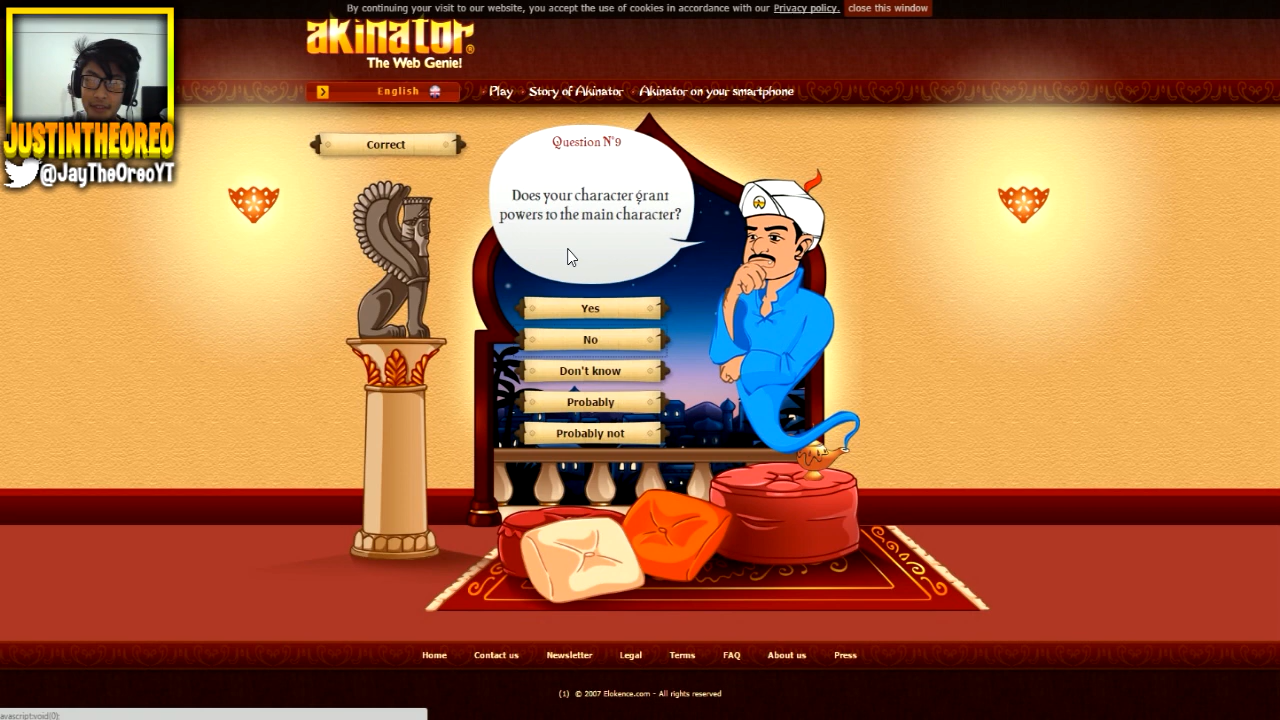 By continuing your visit to our website, you accept the use of cookies in accordance with our Privacy policy. close this window
akinator®
The Web Genie!
English
Play · Story of Akinator · Akinator on your smartphone
JUSTINTHEOREO
@JayTheOreoYT
Correct
Question N°9
Does your character grant
powers to the main character?
Yes
No
Don't know
Probably
Probably not
Home Contact us Newsletter Legal Terms FAQ About us Press
(1) © 2007 Elokence.com - All rights reserved
avascript:void(0);